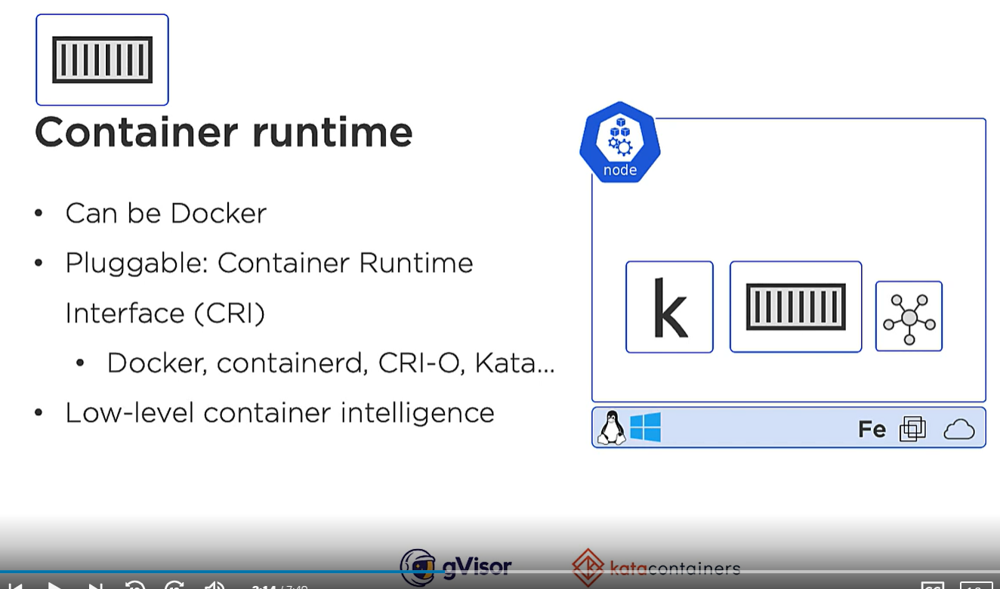 Container runtime
node
• Can be Docker
• Pluggable: Container Runtime
Interface (CRI)
• Docker, containerd, CRI-O, Kata...
• Low-level container intelligence
k
Fe
gVisor
katacontainers